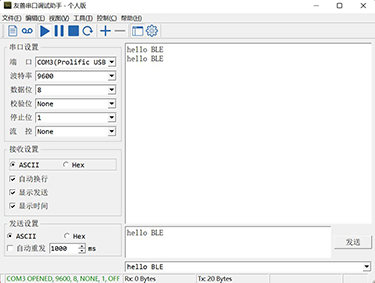 友善串口调试助手 - 个人版
文件(F) 编辑(E) 视图(V) 工具(T) 控制(C) 帮助(H)
串口设置
端 口 COM3(Prolific USB
波特率 9600
数据位 8
校验位 None
停止位 1
流 控 None
接收设置
ASCII Hex
自动换行
显示发送
显示时间
发送设置
ASCII Hex
自动重发 1000 ms
hello BLE
hello BLE
hello BLE
发送
hello BLE
COM3 OPENED, 9600, 8, NONE, 1, OFF Rx: 0 Bytes Tx: 20 Bytes